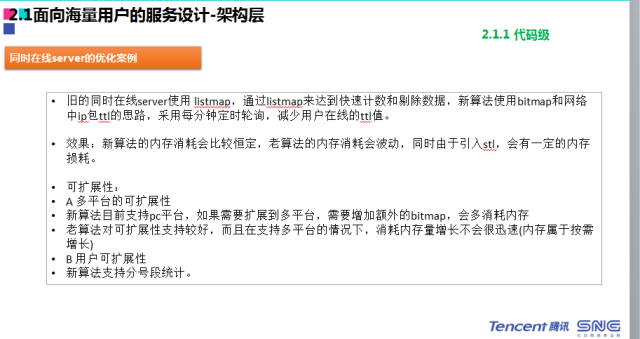 2.1面向海量用户的服务设计-架构层
2.1.1 代码级
同时在线server的优化案例
• 旧的同时在线server使用 listmap，通过listmap来达到快速计数和剔除数据，新算法使用bitmap和网络
中ip包ttl的思路，采用每分钟定时轮询，减少用户在线的ttl值。
• 效果：新算法的内存消耗会比较恒定，老算法的内存消耗会波动，同时由于引入stl，会有一定的内存
损耗。
• 可扩展性：
• A 多平台的可扩展性
• 新算法目前支持pc平台，如果需要扩展到多平台，需要增加额外的bitmap，会多消耗内存
• 老算法对可扩展性支持较好，而且在支持多平台的情况下，消耗内存量增长不会很迅速(内存属于按需
增长)
• B 用户可扩展性
• 新算法支持分号段统计。
Tencent 腾讯 SNG